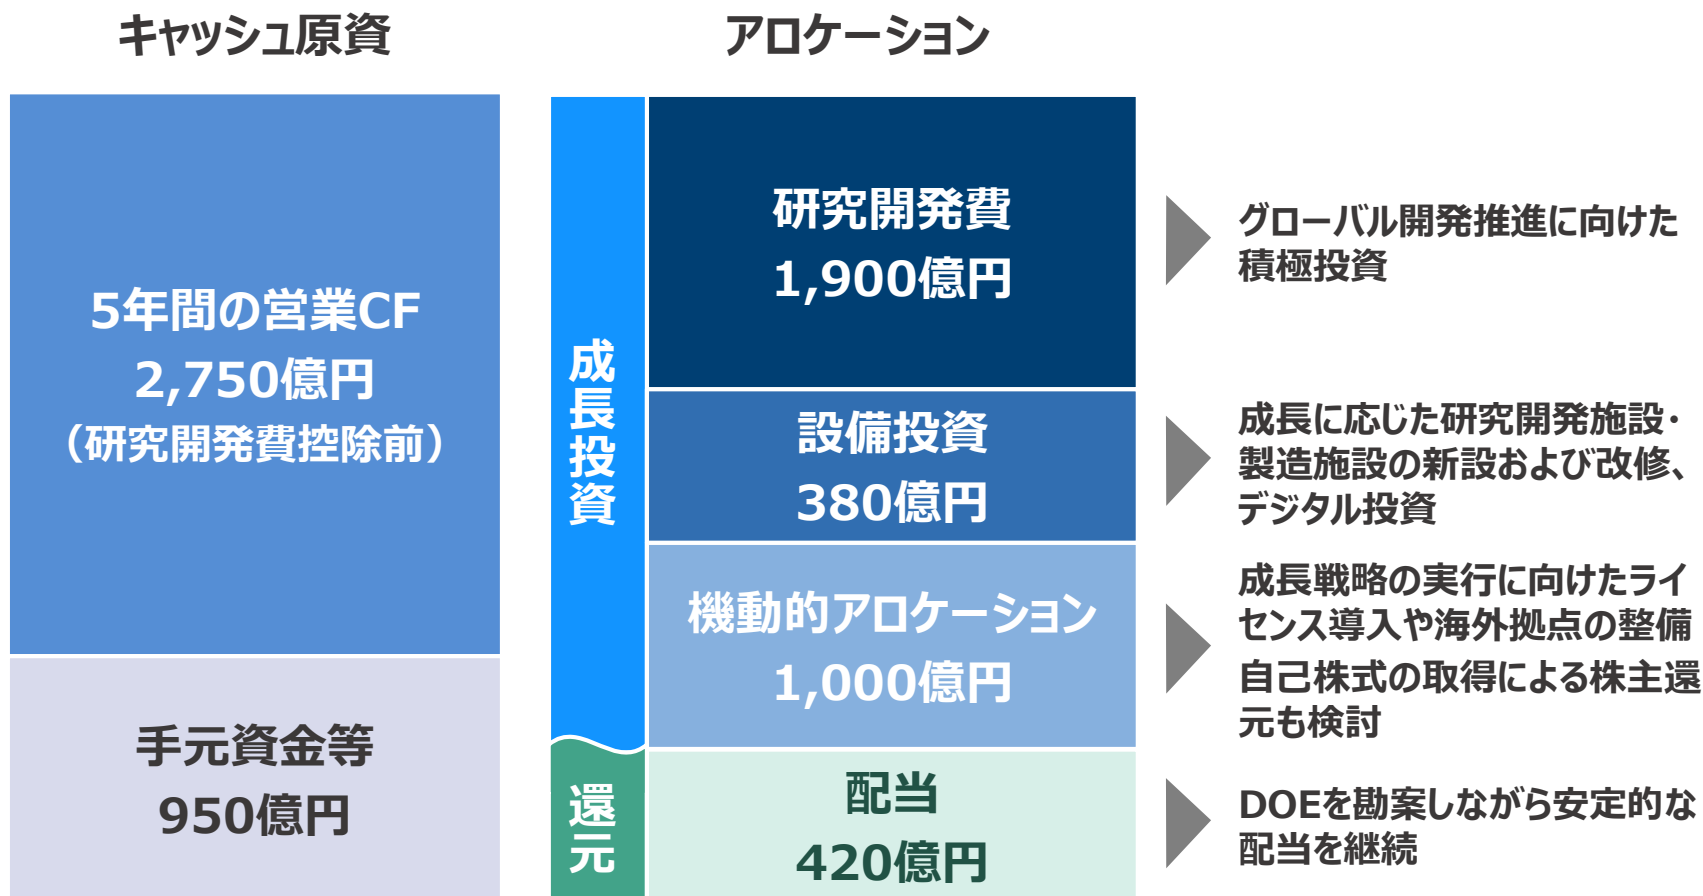 キャッシュ原資
5年間の営業CF
2,750億円
（研究開発費控除前）
手元資金等
950億円
アロケーション
成長投資
還元
研究開発費
1,900億円
グローバル開発推進に向けた
積極投資
設備投資
380億円
成長に応じた研究開発施設・
製造施設の新設および改修、
デジタル投資
機動的アロケーション
1,000億円
成長戦略の実行に向けたライ
センス導入や海外拠点の整備
自己株式の取得による株主還
元も検討
配当
420億円
DOEを勘案しながら安定的な
配当を継続